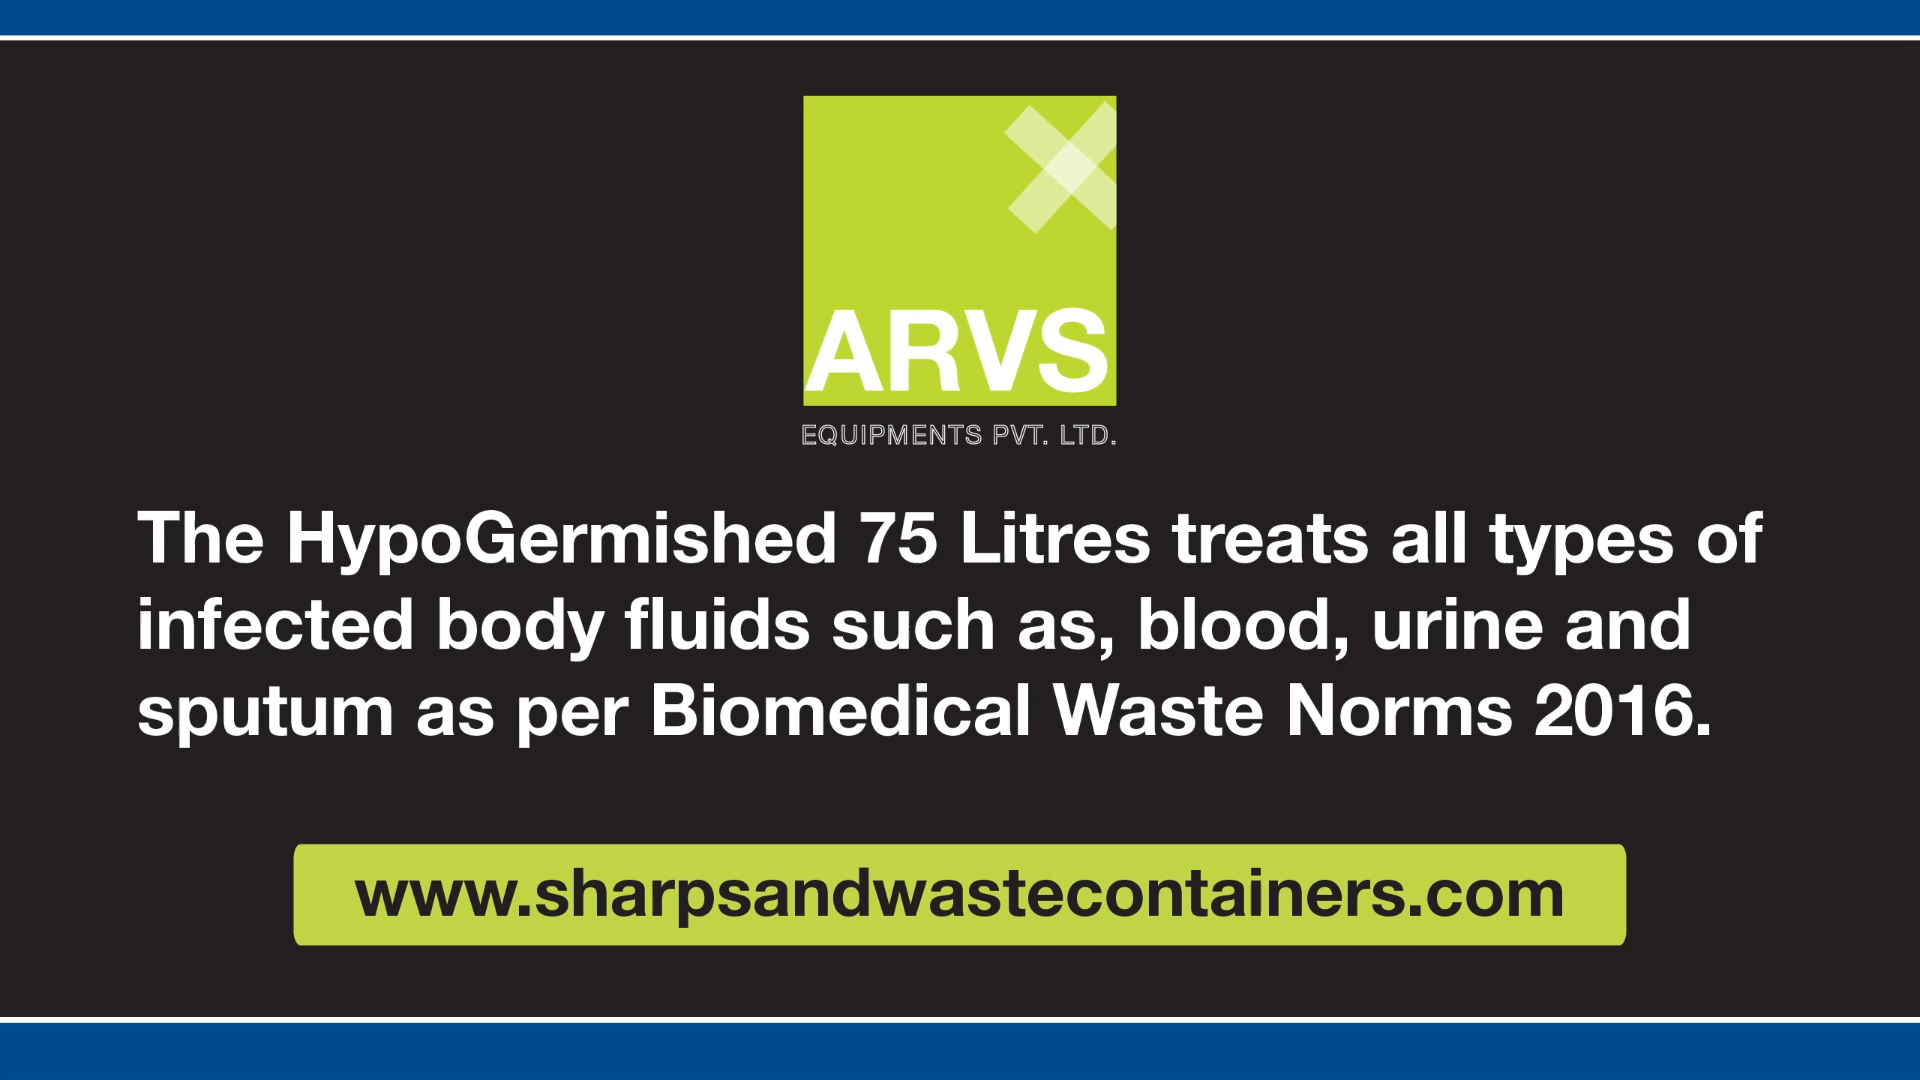 ARVS
EQUIPMENTS PVT. LTD.
The HypoGermished 75 Litres treats all types of
infected body fluids such as, blood, urine and
sputum as per Biomedical Waste Norms 2016.
www.sharpsandwastecontainers.com